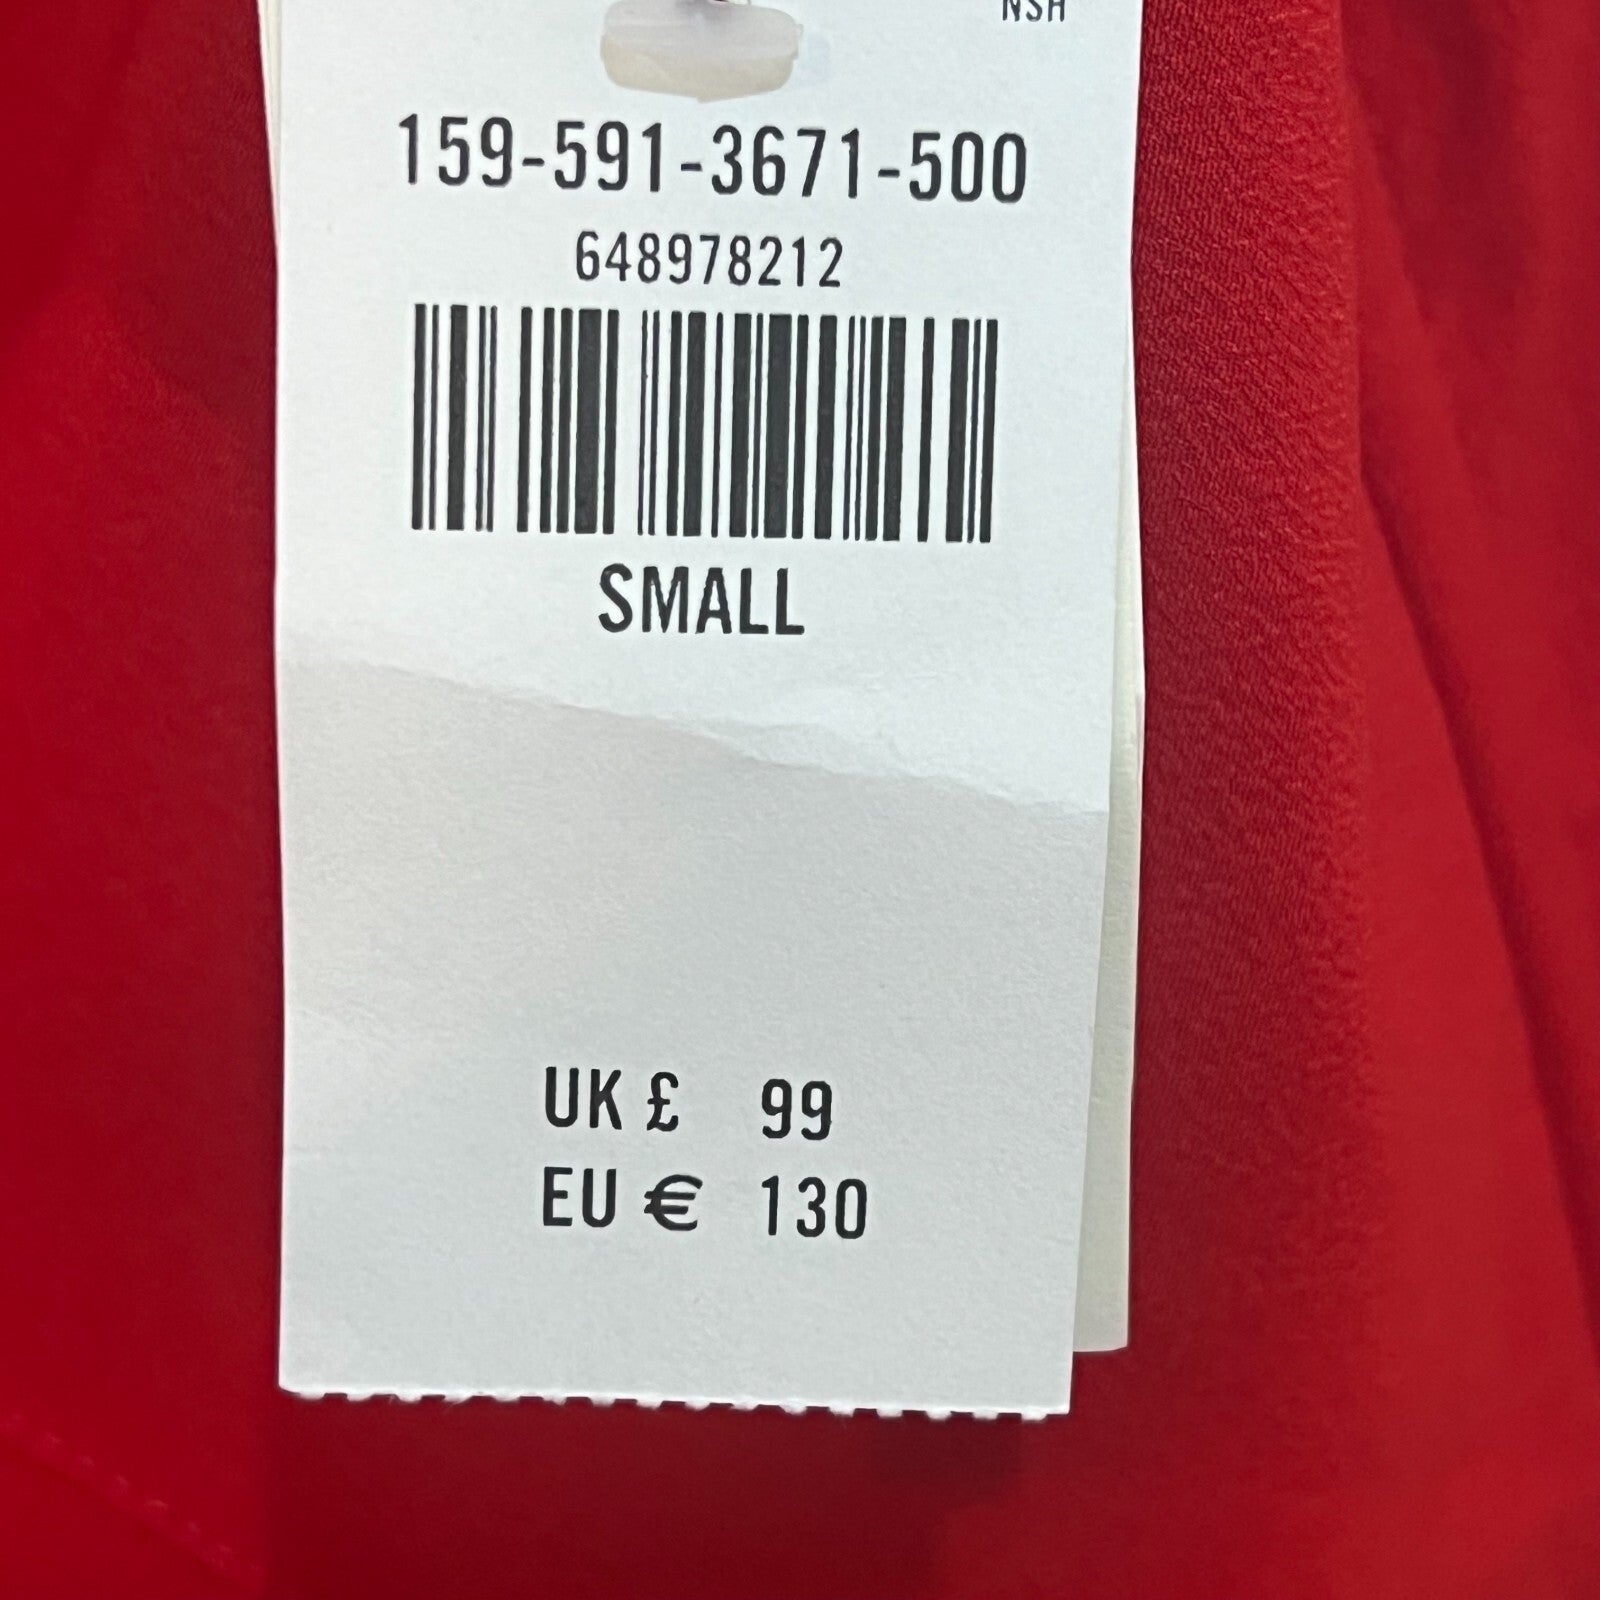 NSH
159-591-3671-500
648978212
SMALL
UK £ 99
EU € 130